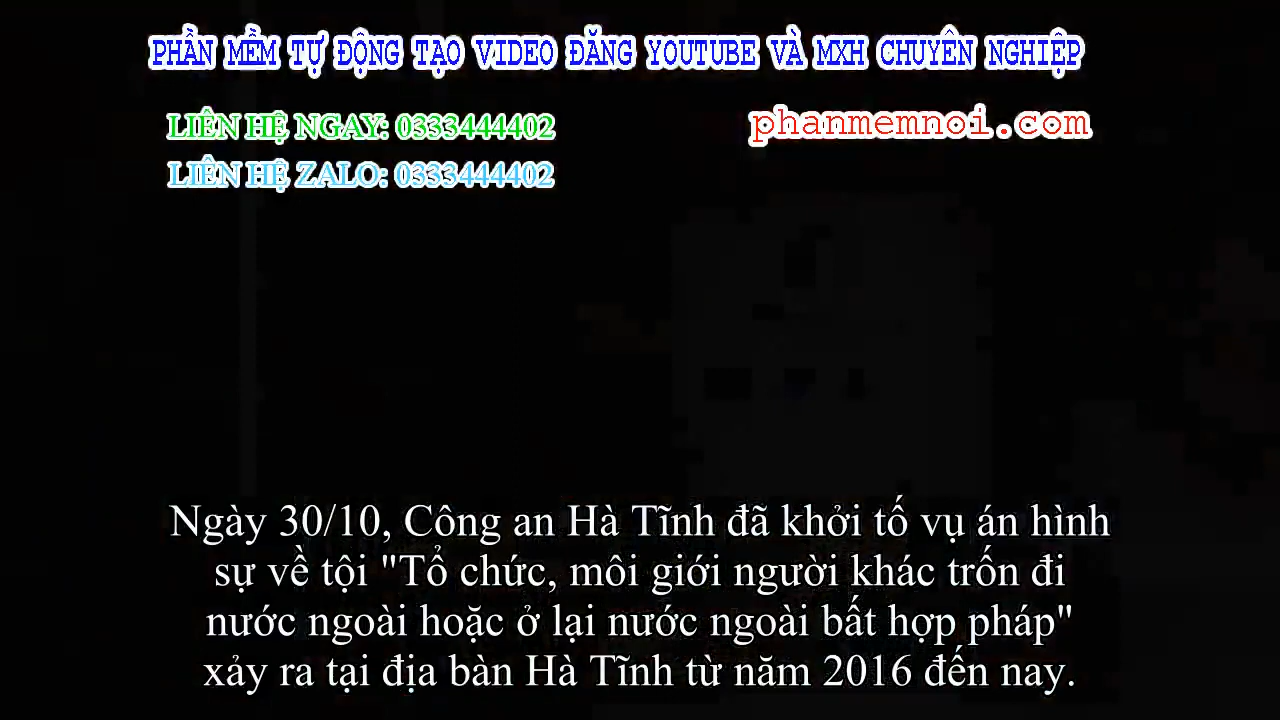 PHẦN MỀM TỰ ĐỘNG TẠO VIDEO ĐĂNG YOUTUBE VÀ MXH CHUYÊN NGHIỆP
LIÊN HỆ NGAY: 0333444402
phanmemnoi.com
LIÊN HỆ ZALO: 0333444402
Ngày 30/10, Công an Hà Tĩnh đã khởi tố vụ án hình
sự về tội "Tổ chức, môi giới người khác trốn đi
nước ngoài hoặc ở lại nước ngoài bất hợp pháp"
xảy ra tại địa bàn Hà Tĩnh từ năm 2016 đến nay.